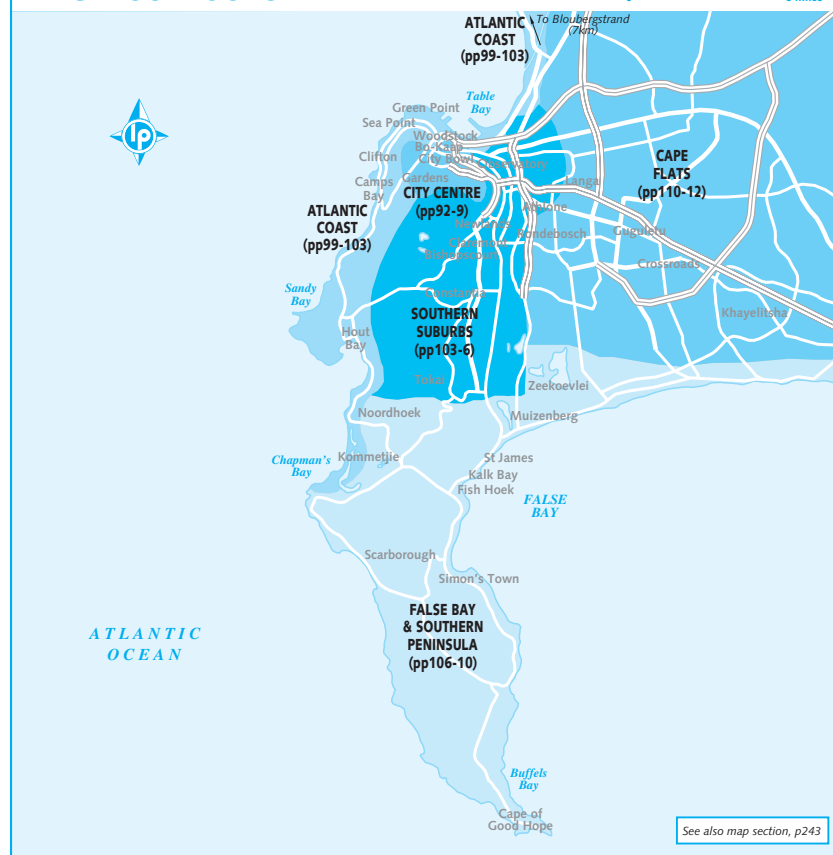 ATLANTIC
COAST
(pp99-103)
To Bloubergstrand
(7km)
Table
Bay
Green Point
Sea Point
Woodstock
Bo-Kaap
City Bowl
Observatory
Clifton
CAPE
FLATS
(pp110-12)
Camps
Bay
Gardens
Langa
CITY CENTRE
(pp92-9)
Athlone
ATLANTIC
COAST
(pp99-103)
Newlands
Rondebosch
Guguletu
Claremont
Bishopscourt
Crossroads
Sandy
Bay
Constantia
Khayelitsha
SOUTHERN
SUBURBS
(pp103-6)
Hout
Bay
Tokai
Zeekoevlei
Noordhoek
Muizenberg
Chapman's
Bay
Kommetjie
St James
Kalk Bay
Fish Hoek
FALSE
BAY
Scarborough
Simon's Town
ATLANTIC
OCEAN
FALSE BAY
& SOUTHERN
PENINSULA
(pp106-10)
Buffels
Bay
Cape of
Good Hope
See also map section, p243
lp